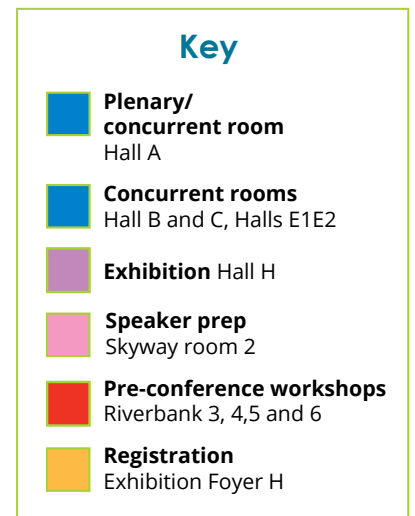 Key
Plenary/
concurrent room
Hall A
Concurrent rooms
Hall B and C, Halls E1E2
Exhibition Hall H
Speaker prep
Skyway room 2
Pre-conference workshops
Riverbank 3, 4,5 and 6
Registration
Exhibition Foyer H